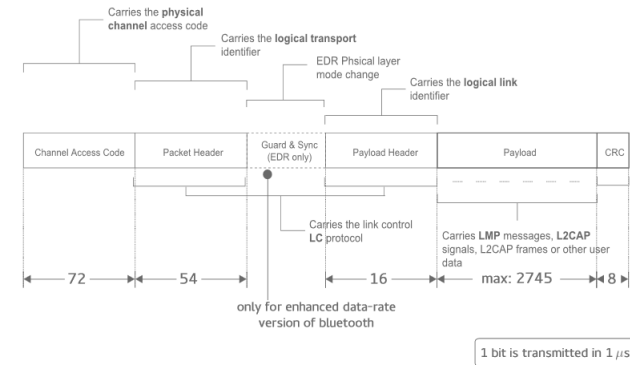 Carries the physical
channel access code
Carries the logical transport
identifier
EDR Phsical layer
mode change
Carries the logical link
identifier
Channel Access Code
Packet Header
Guard & Sync
(EDR only)
Payload Header
Payload
CRC
Carries the link control
LC protocol
Carries LMP messages, L2CAP
signals, L2CAP frames or other user
data
72
54
16
max: 2745
8
only for enhanced data-rate
version of bluetooth
1 bit is transmitted in 1 μs